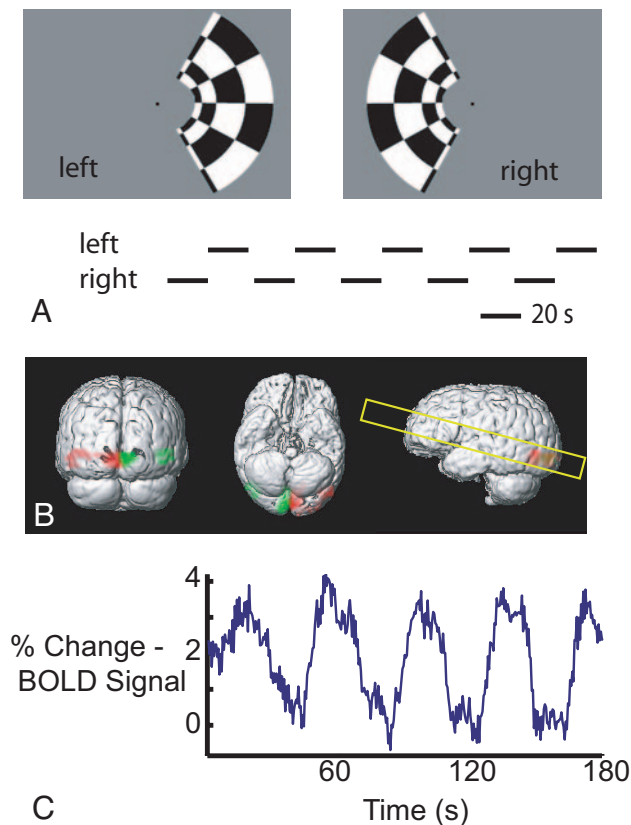 left
right
left
right
20 s
A
B
4
% Change -
2
BOLD Signal
0
60
120
180
C
Time (s)